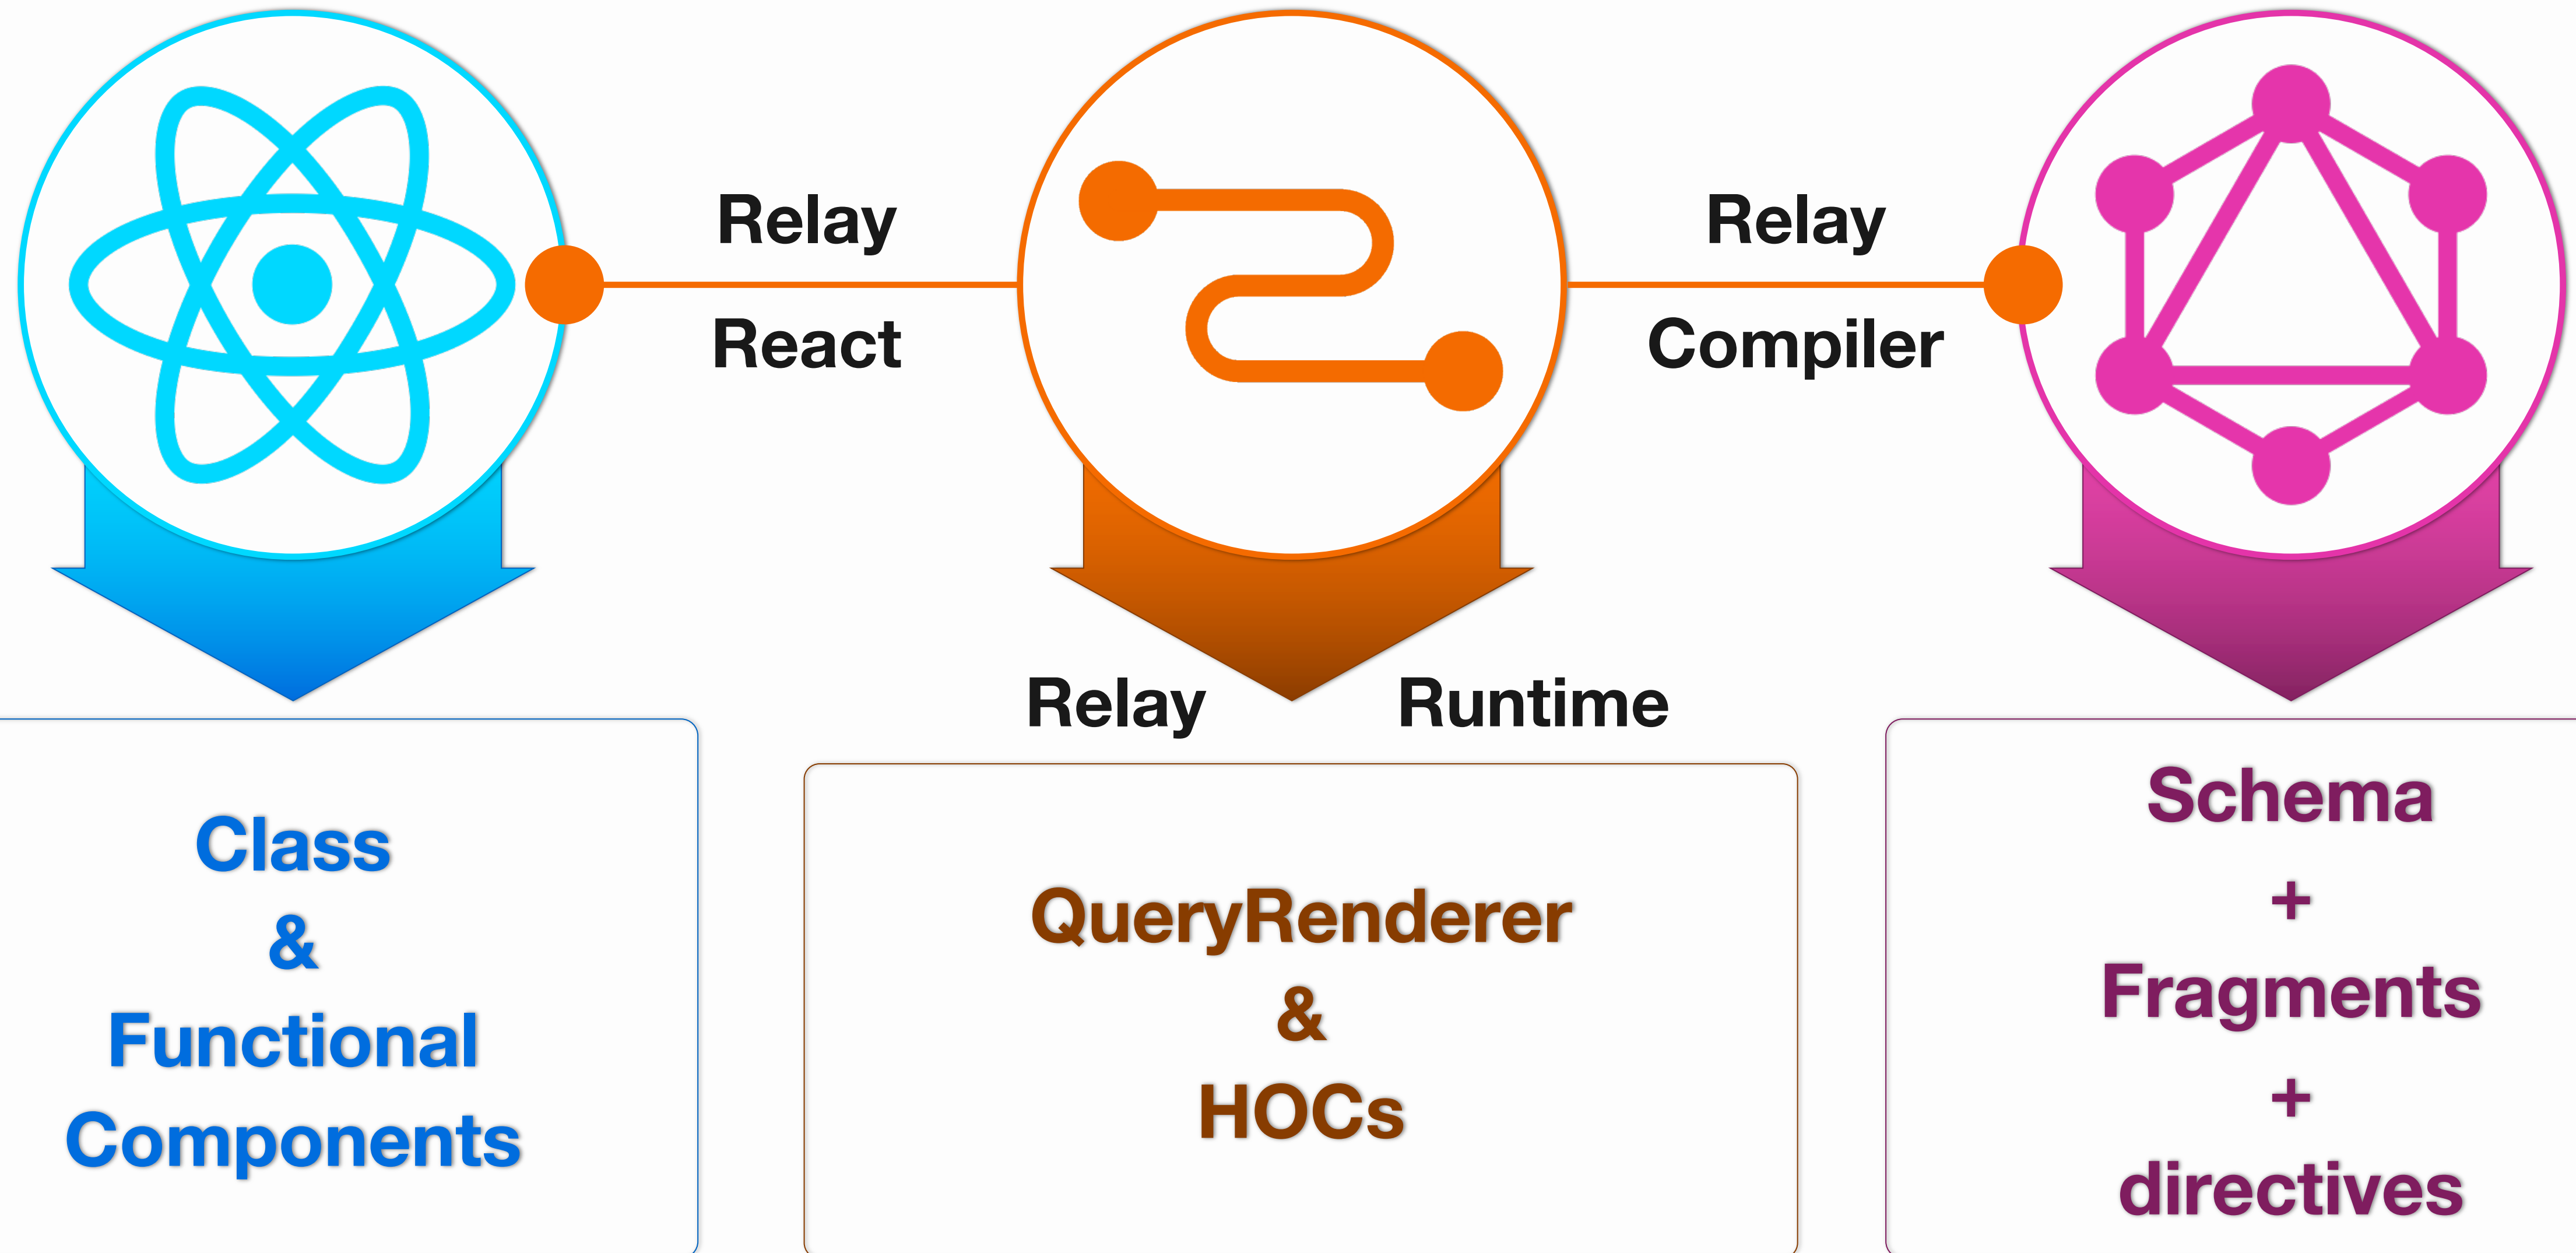 Relay
React
Relay
Compiler
Relay Runtime
Class
&
Functional
Components
QueryRenderer
&
HOCs
Schema
+
Fragments
+
directives